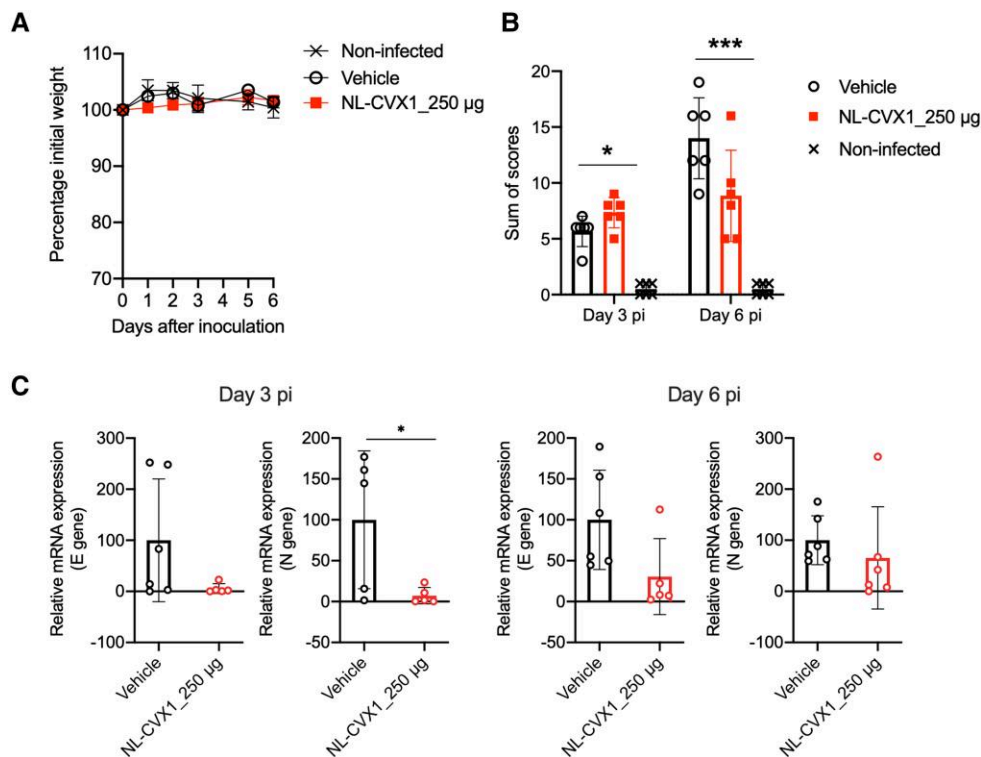 A
Percentage initial weight
110
100
90
80
70
0 1 2 3 4 5 6
Days after inoculation
Non-infected
Vehicle
NL-CVX1_250 µg
B
Sum of scores
20
15
10
5
0
*
***
Day 3 pi
Day 6 pi
Vehicle
NL-CVX1_250 µg
Non-infected
C
Day 3 pi
Relative mRNA expression
(E gene)
300
200
100
0
-100
Vehicle
NL-CVX1_250 µg
Relative mRNA expression
(N gene)
200
150
100
50
0
-50
*
Vehicle
NL-CVX1_250 µg
Day 6 pi
Relative mRNA expression
(E gene)
200
150
100
50
0
-50
Vehicle
NL-CVX1_250 µg
Relative mRNA expression
(N gene)
300
200
100
0
-100
Vehicle
NL-CVX1_250 µg